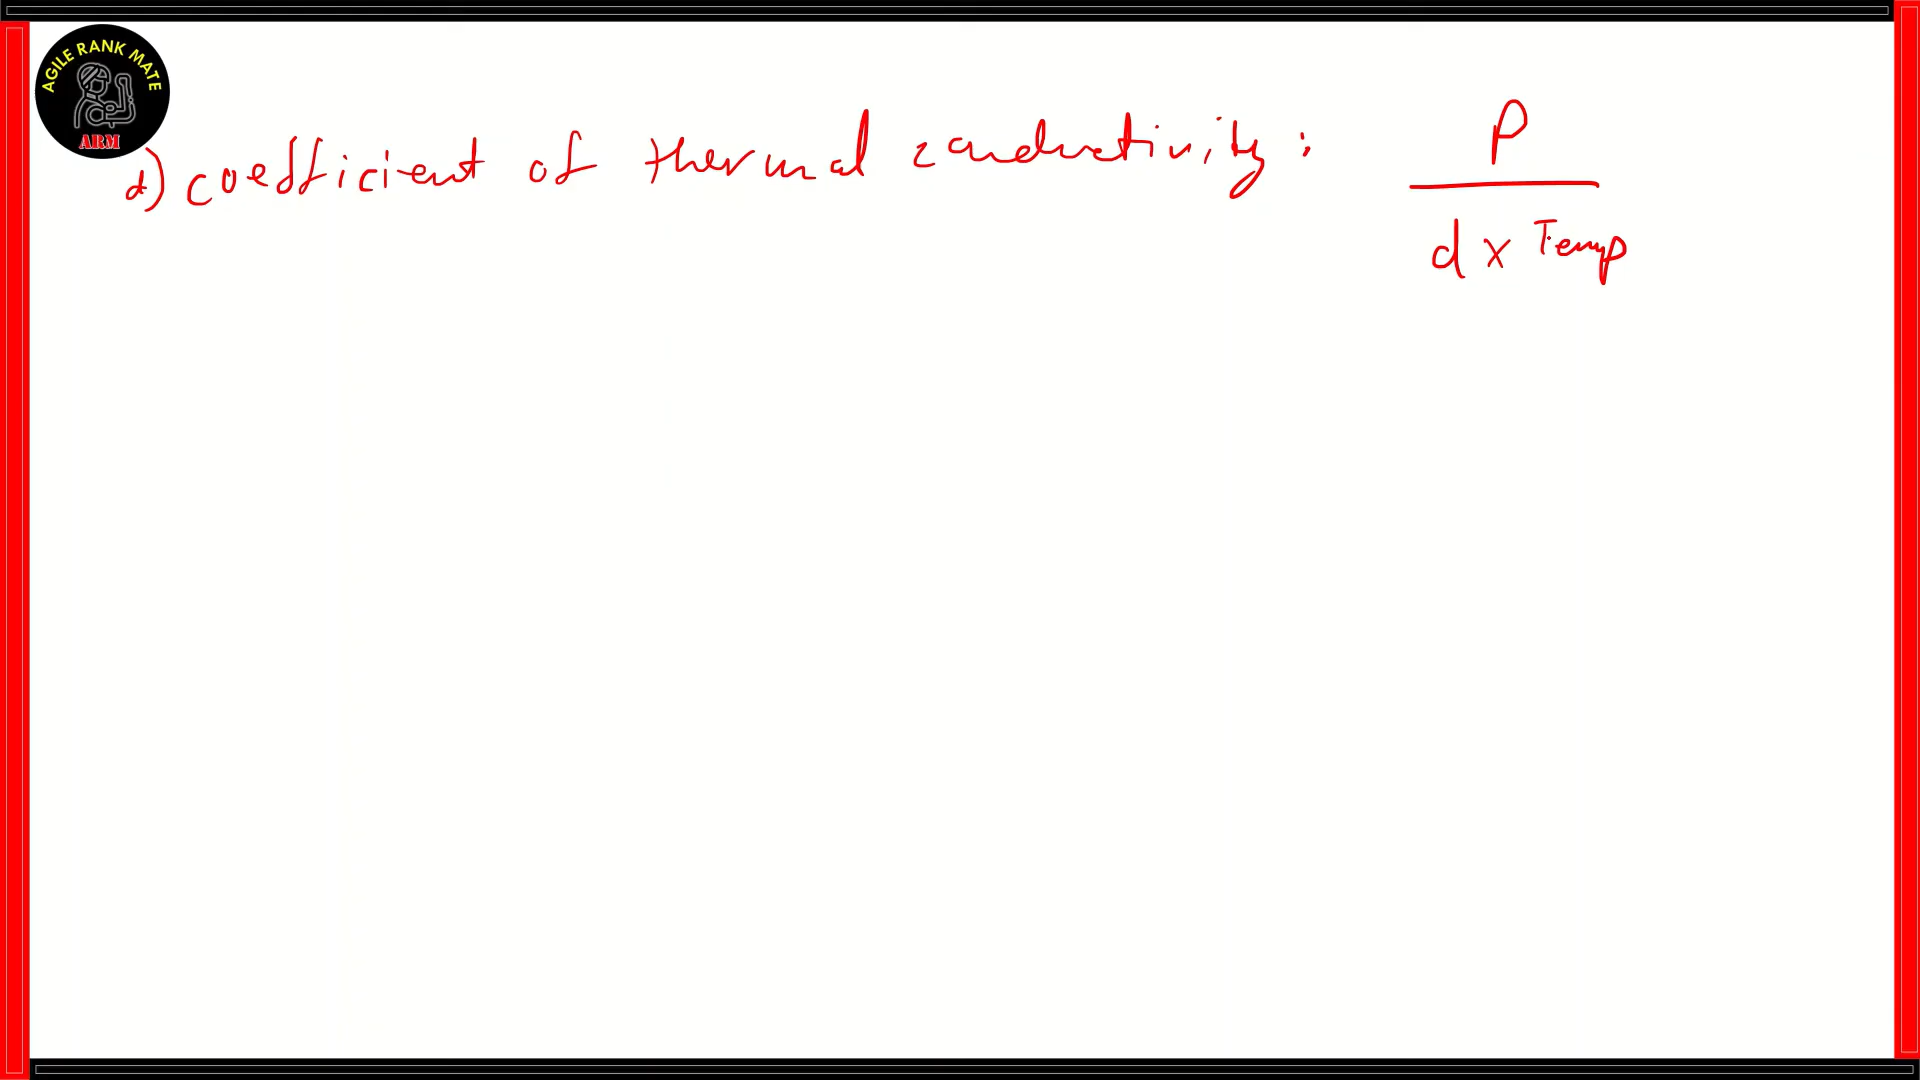 AGILE RANK MATE
ARM
d) coefficient of thermal conductivity :
P
d x Temp